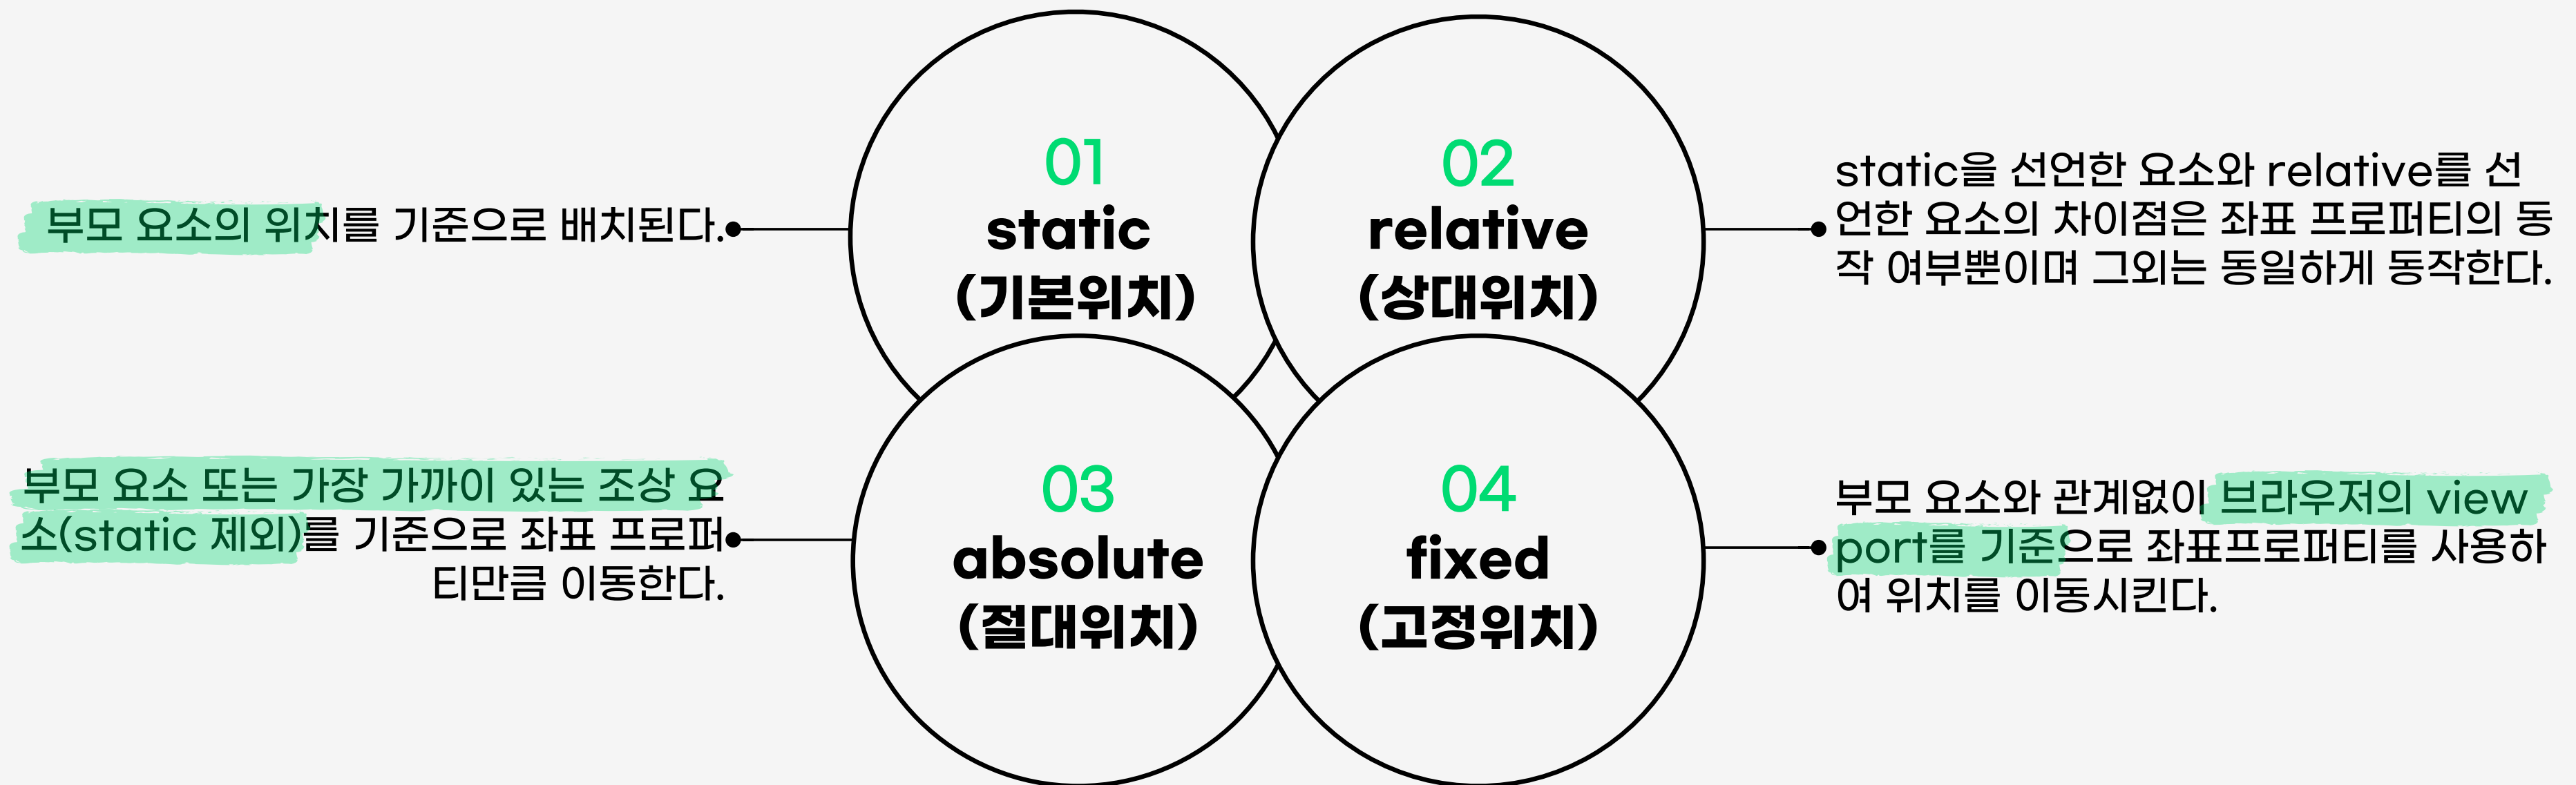 부모 요소의 위치를 기준으로 배치된다.
01
static
(기본위치)
02
relative
(상대위치)
static을 선언한 요소와 relative를 선
언한 요소의 차이점은 좌표 프로퍼티의 동
작 여부뿐이며 그외는 동일하게 동작한다.
부모 요소 또는 가장 가까이 있는 조상 요
소(static 제외)를 기준으로 좌표 프로퍼
티만큼 이동한다.
03
absolute
(절대위치)
04
fixed
(고정위치)
부모 요소와 관계없이 브라우저의 view
port를 기준으로 좌표프로퍼티를 사용하
여 위치를 이동시킨다.